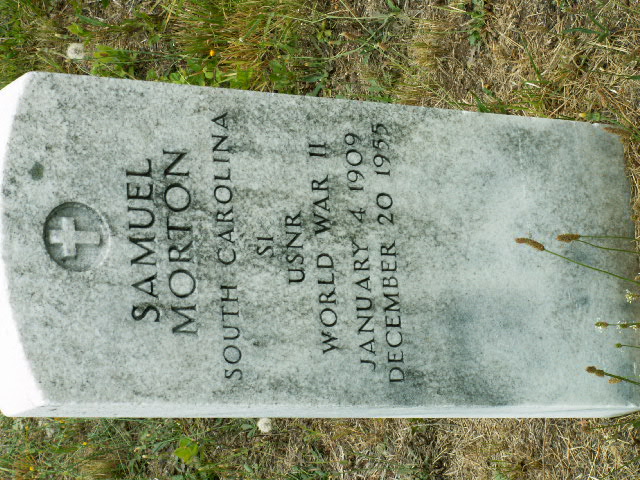 SAMUEL
MORTON
SOUTH CAROLINA
S1
USNR
WORLD WAR II
JANUARY 4 1909
DECEMBER 20 1955